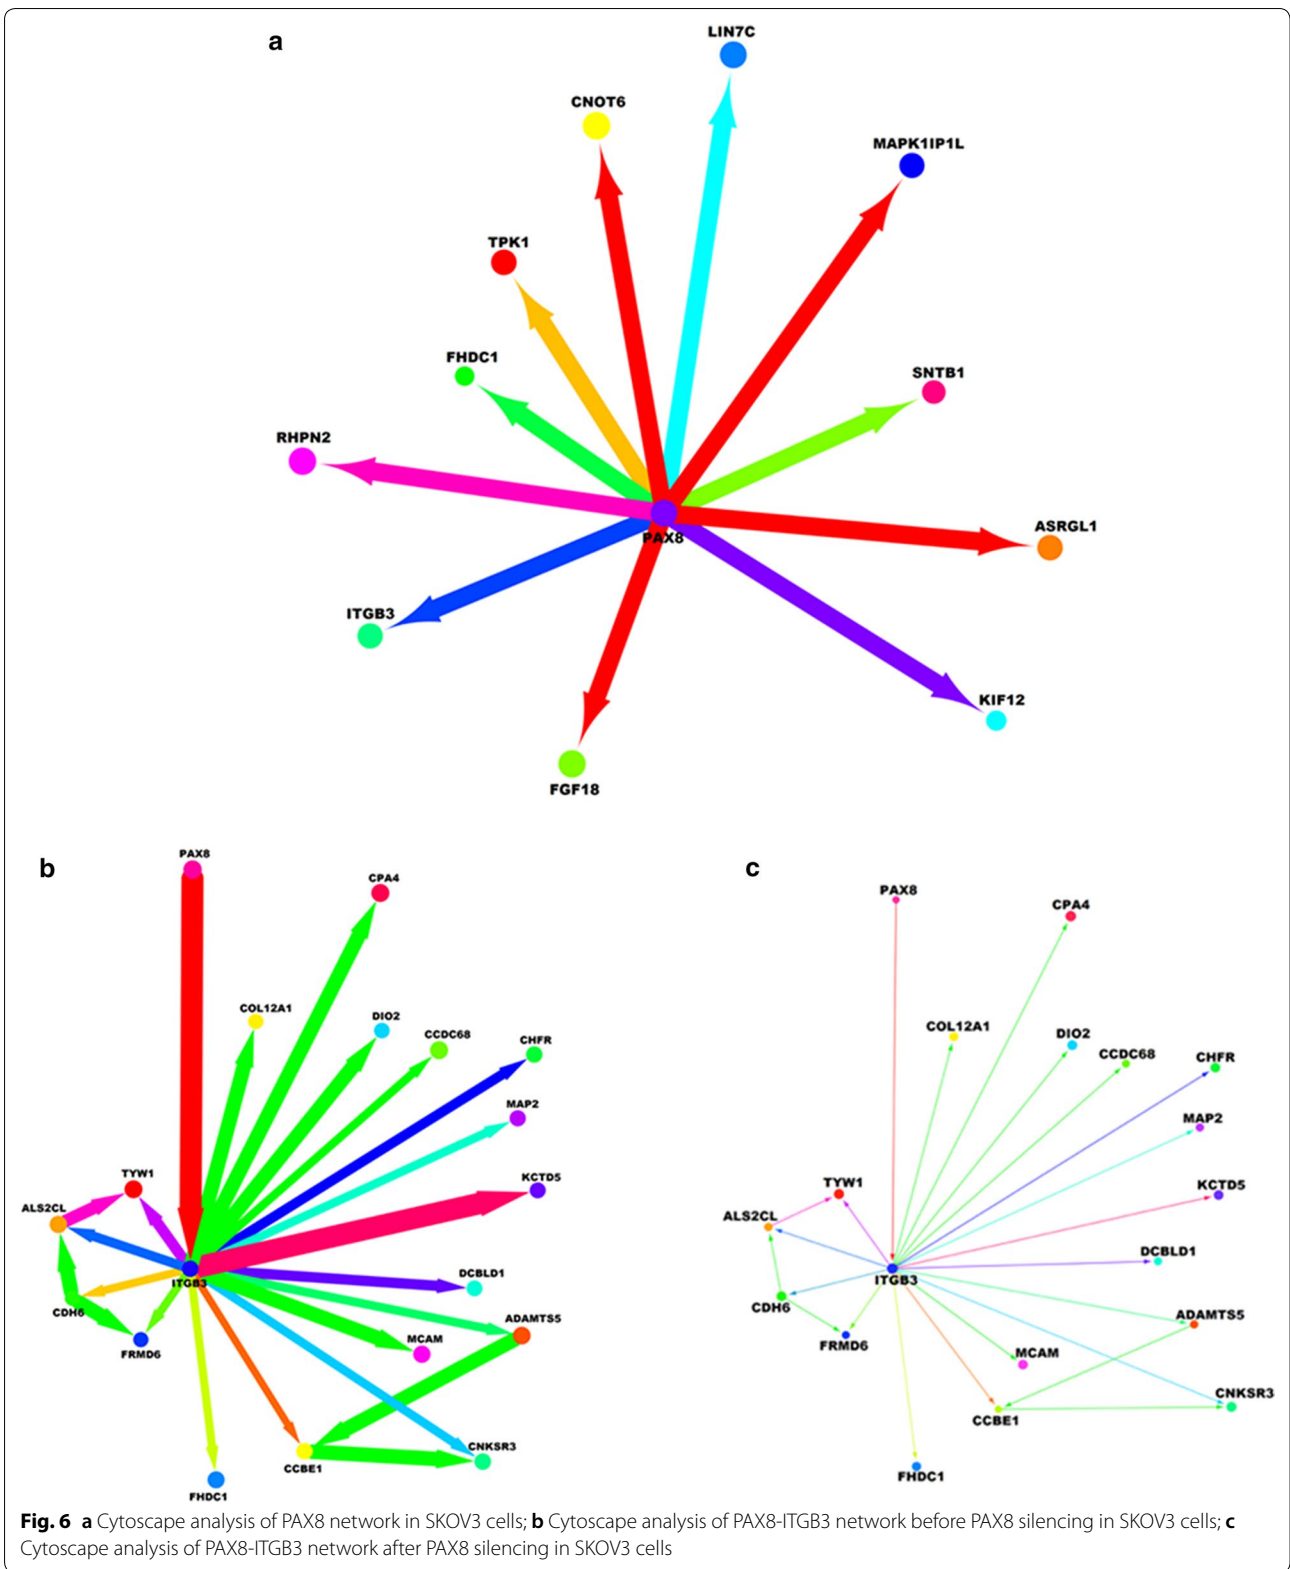 a
LIN7C
CNOT6
MAPK1IP1L
TPK1
FHDC1
SNTB1
RHPN2
PAX8
ASRGL1
ITGB3
KIF12
FGF18
b
PAX8
CPA4
COL12A1
DIO2
CCDC68
CHFR
MAP2
TYW1
KCTD5
ALS2CL
ITGB3
DCBLD1
CDH6
ADAMTS5
FRMD6
MCAM
CCBE1
CNKSR3
FHDC1
c
PAX8
CPA4
COL12A1
DIO2
CCDC68
CHFR
MAP2
TYW1
KCTD5
ALS2CL
DCBLD1
ITGB3
CDH6
ADAMTS5
FRMD6
MCAM
CNKSR3
CCBE1
FHDC1
Fig. 6 a Cytoscape analysis of PAX8 network in SKOV3 cells; b Cytoscape analysis of PAX8-ITGB3 network before PAX8 silencing in SKOV3 cells; c
Cytoscape analysis of PAX8-ITGB3 network after PAX8 silencing in SKOV3 cells